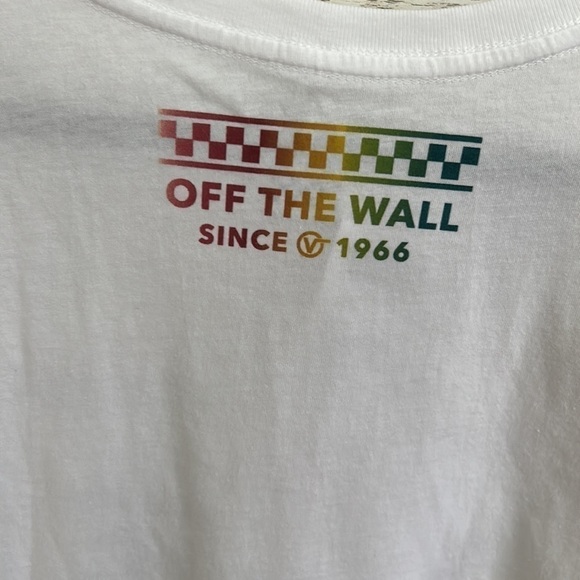 OFF THE WALL
SINCE V 1966